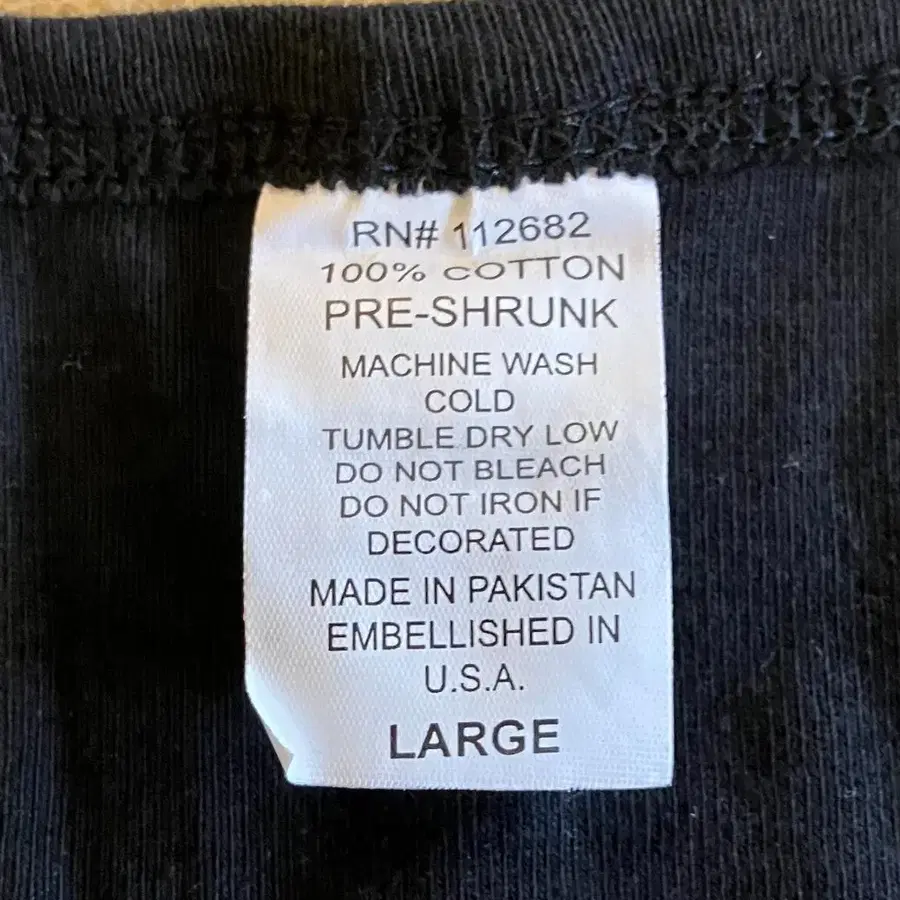 RN# 112682
100% COTTON
PRE-SHRUNK
MACHINE WASH
COLD
TUMBLE DRY LOW
DO NOT BLEACH
DO NOT IRON IF
DECORATED
MADE IN PAKISTAN
EMBELLISHED IN
U.S.A.
LARGE